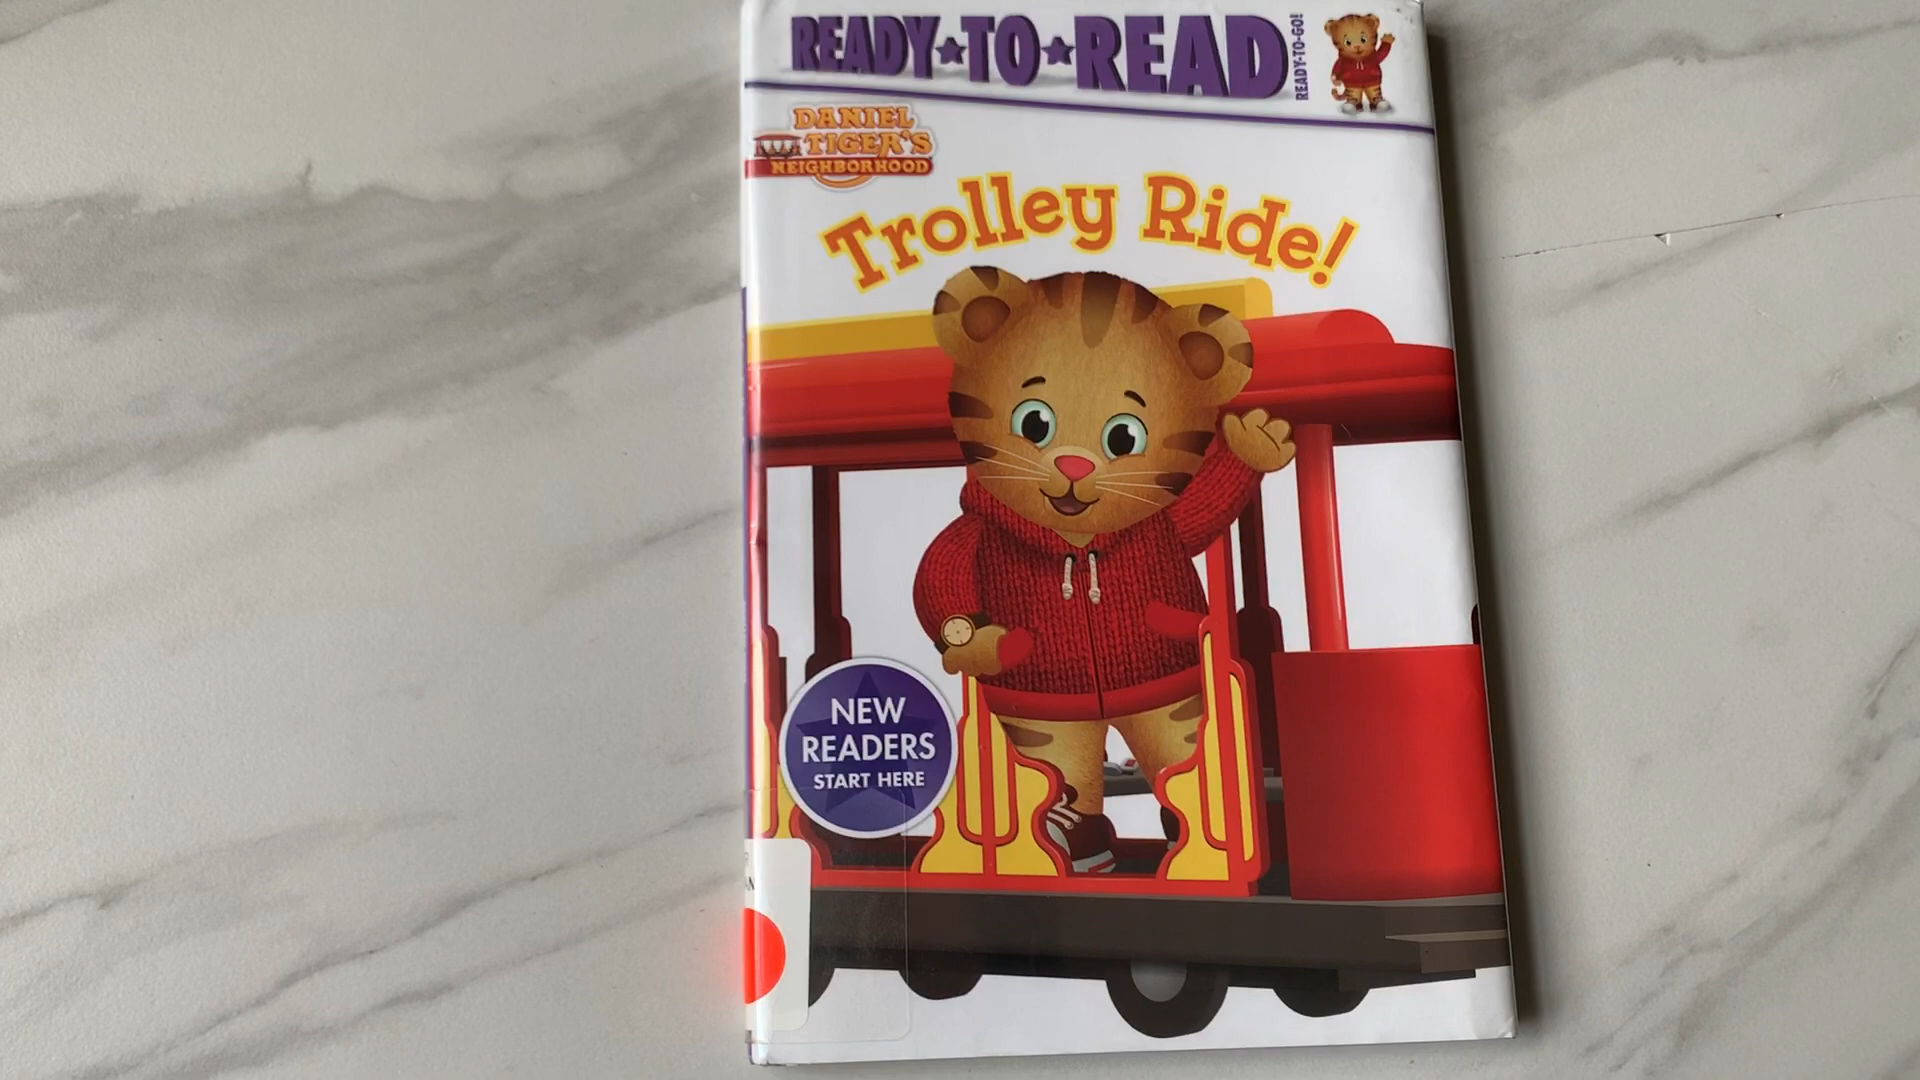 READY★TO★READ
READY-TO-GO!
DANIEL
TIGER'S
NEIGHBORHOOD
Trolley Ride!
NEW
READERS
START HERE